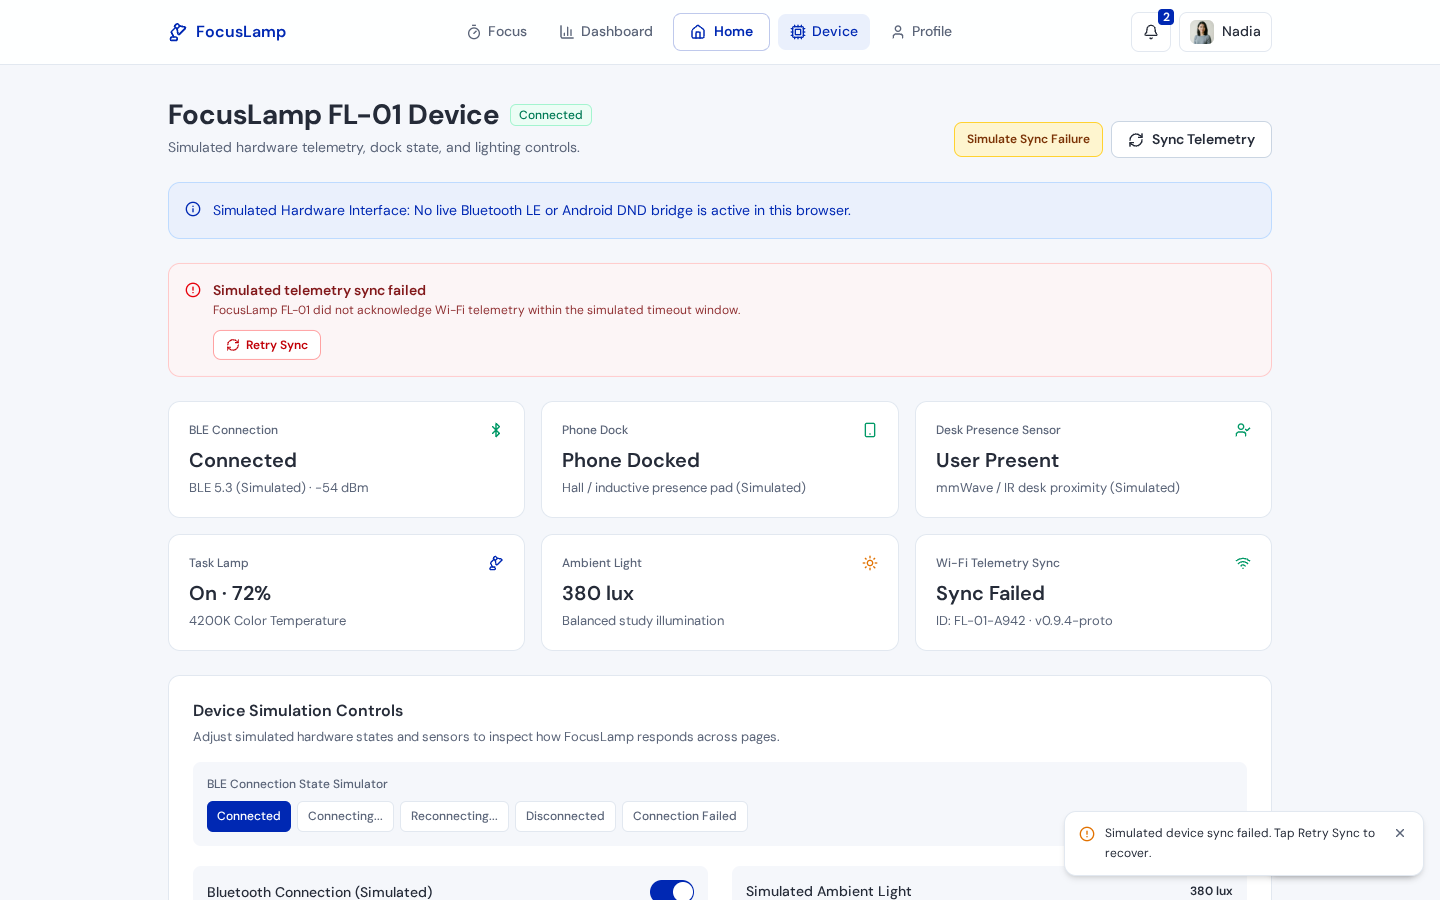 FocusLamp
Focus
Dashboard
Home
Device
Profile
2
Nadia
FocusLamp FL-01 Device
Connected
Simulated hardware telemetry, dock state, and lighting controls.
Simulate Sync Failure
Sync Telemetry
Simulated Hardware Interface: No live Bluetooth LE or Android DND bridge is active in this browser.
Simulated telemetry sync failed
FocusLamp FL-01 did not acknowledge Wi-Fi telemetry within the simulated timeout window.
Retry Sync
BLE Connection
Connected
BLE 5.3 (Simulated) · -54 dBm
Phone Dock
Phone Docked
Hall / inductive presence pad (Simulated)
Desk Presence Sensor
User Present
mmWave / IR desk proximity (Simulated)
Task Lamp
On · 72%
4200K Color Temperature
Ambient Light
380 lux
Balanced study illumination
Wi-Fi Telemetry Sync
Sync Failed
ID: FL-01-A942 · v0.9.4-proto
Device Simulation Controls
Adjust simulated hardware states and sensors to inspect how FocusLamp responds across pages.
BLE Connection State Simulator
Connected
Connecting...
Reconnecting...
Disconnected
Connection Failed
Bluetooth Connection (Simulated)
Simulated Ambient Light
380 lux
Simulated device sync failed. Tap Retry Sync to
recover.